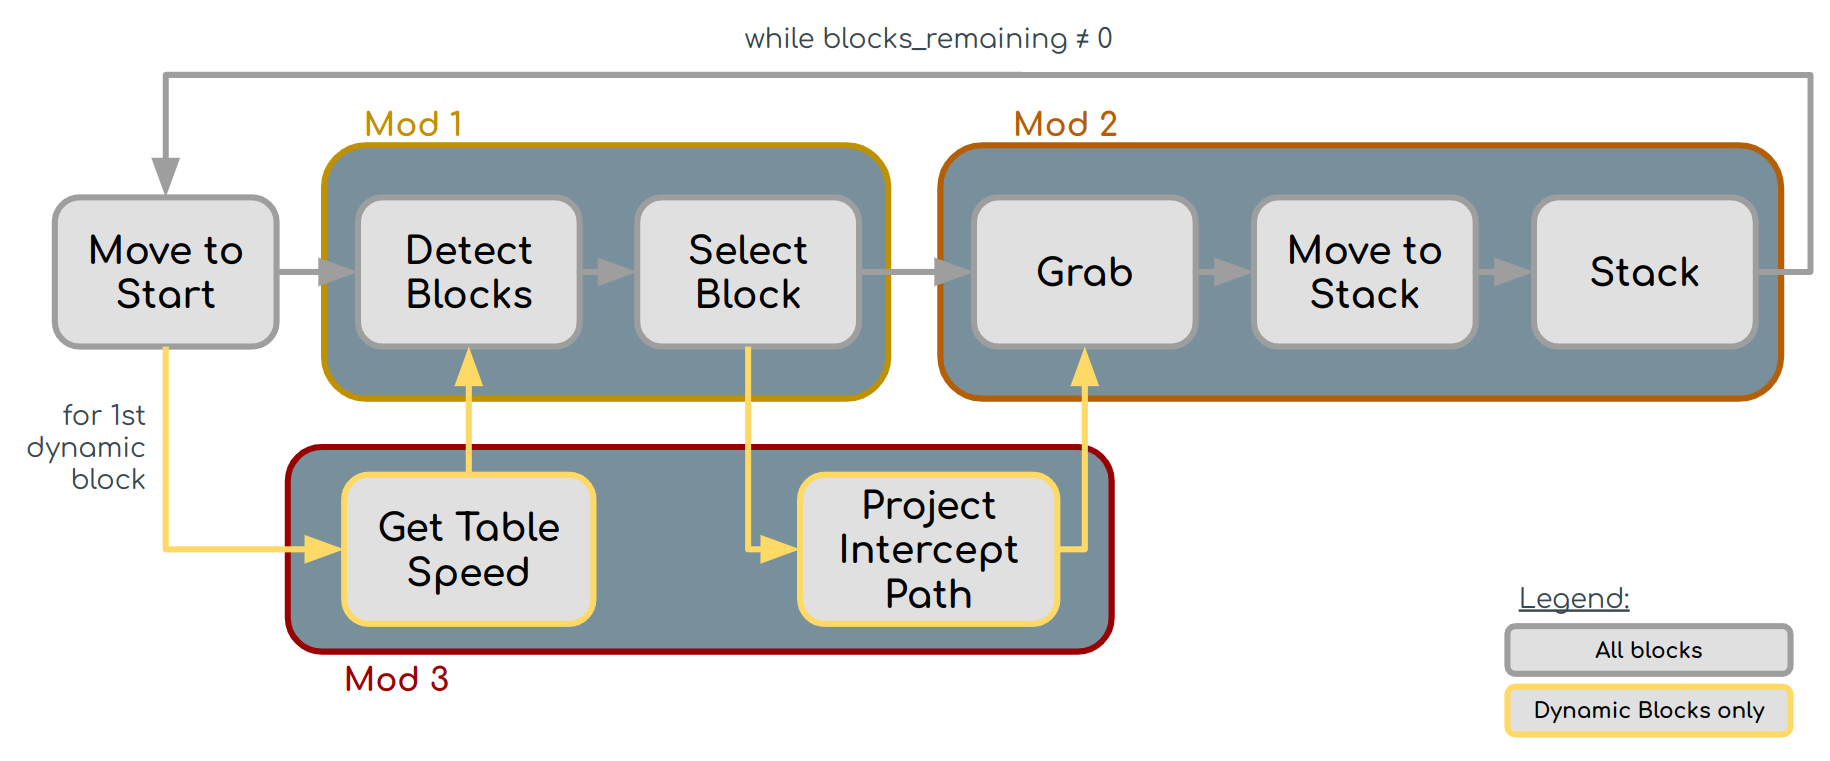 while blocks_remaining ≠ 0
Mod 1
Mod 2
Move to
Start
Detect
Blocks
Select
Block
Grab
Move to
Stack
Stack
for 1st
dynamic
block
Get Table
Speed
Project
Intercept
Path
Mod 3
Legend:
All blocks
Dynamic Blocks only